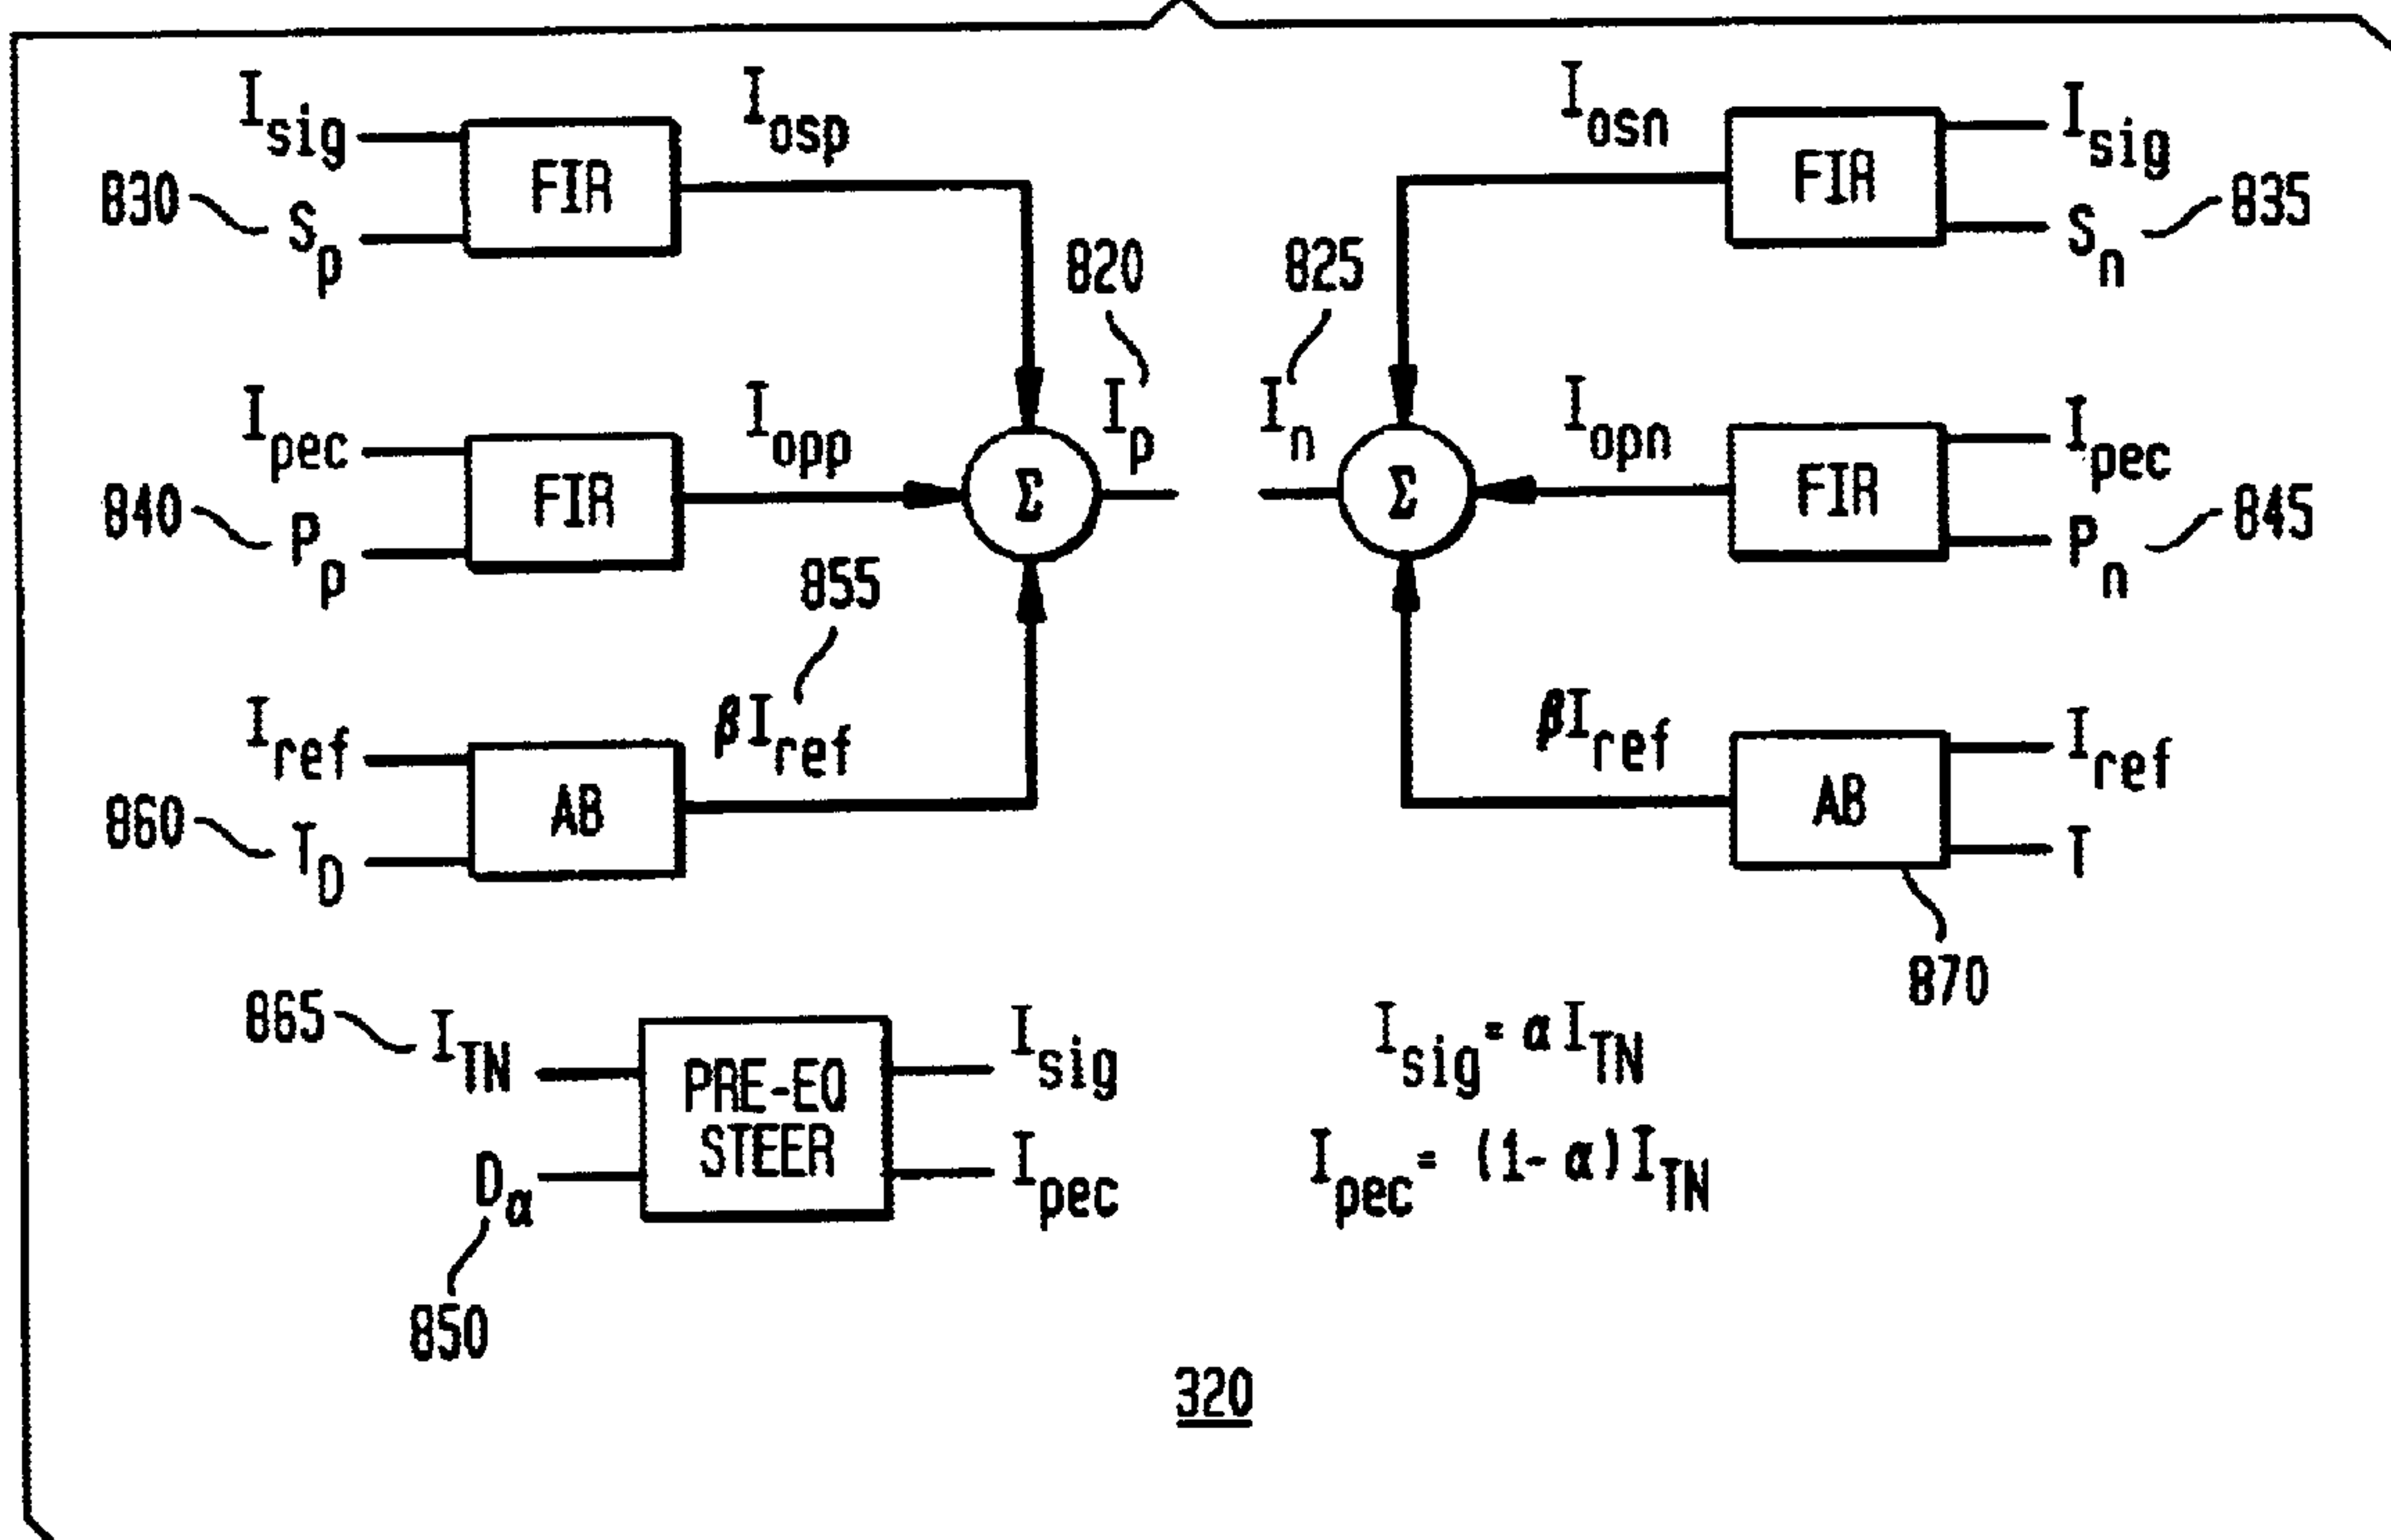 I_sig
I_osp
FIR
830
S_p
I_osn
FIR
I_sig
S_n
835
820
825
I_pec
I_opp
FIR
840
P_p
Σ
I_p
I_n
Σ
I_opn
FIR
I_pec
P_n
845
855
I_ref
βI_ref
AB
860
T_D
βI_ref
AB
I_ref
T
870
865
I_TN
PRE-EQ
STEER
I_sig
D_α
I_pec
850
I_sig = α I_TN
I_pec = (1-α) I_TN
320